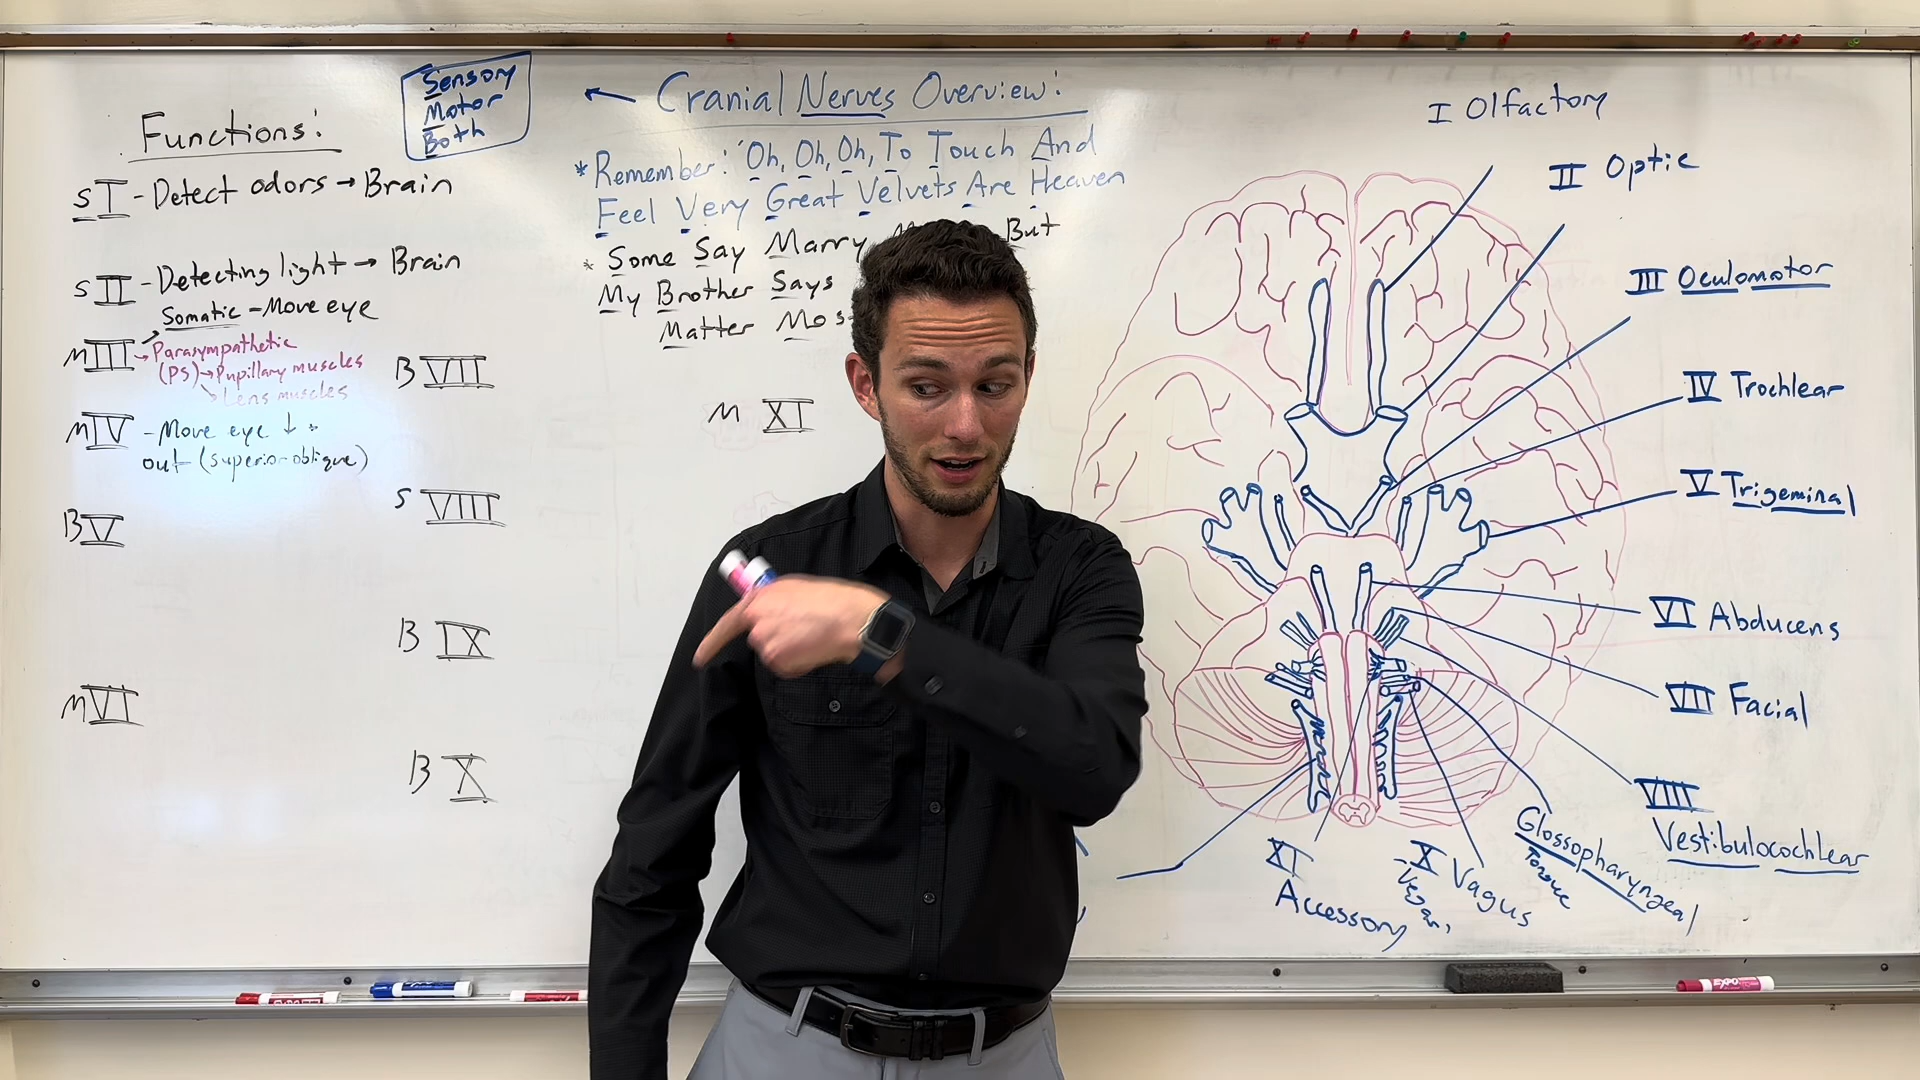 Functions:
Sensory
Motor
Both
← Cranial Nerves Overview:
* Remember: "Oh, Oh, Oh, To Touch And
Feel Very Great Velvets Are Heaven
* Some Say Marry But
My Brother Says
Matter Mos
S I - Detect odors → Brain
S II - Detecting light → Brain
Somatic - Move eye
M III → Parasympathetic
(PS) → Pupillary muscles
Lens muscles
M IV - Move eye ↓
out (superior oblique)
B V
M VI
B VII
S VIII
B IX
B X
M XI
I Olfactory
II Optic
III Oculomotor
IV Trochlear
V Trigeminal
VI Abducens
VII Facial
VIII
Vestibulocochlear
Glossopharyngeal
Tongue
X Vagus
XI
Accessory
EXPO